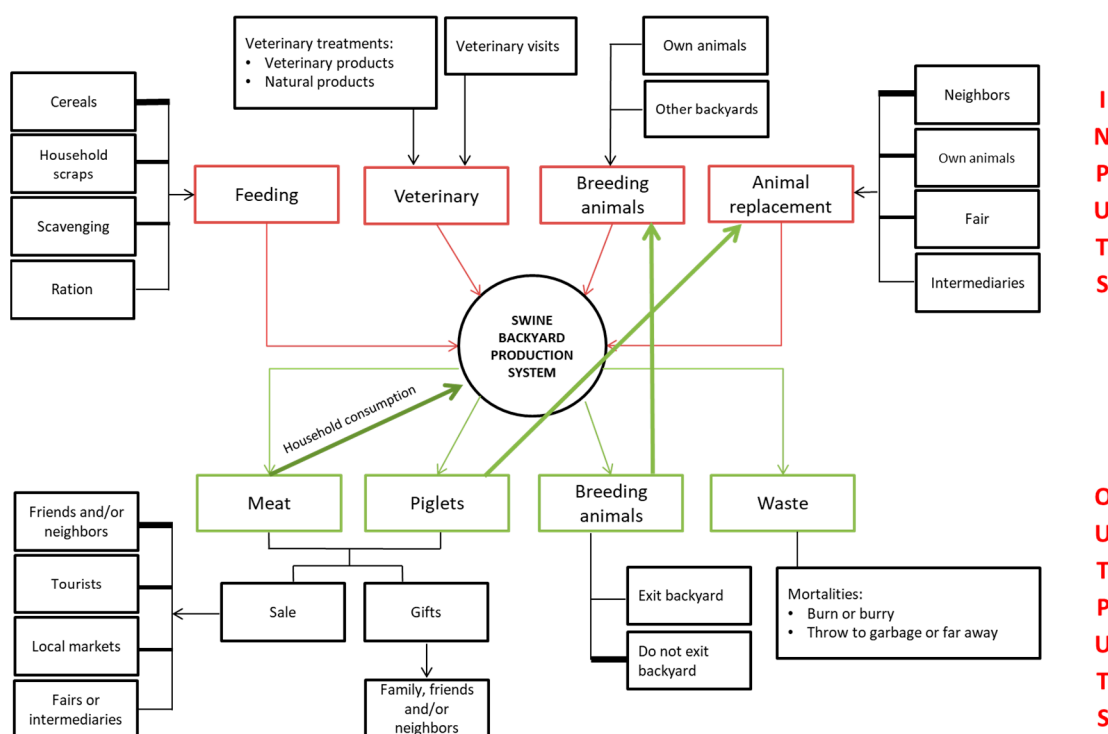 Veterinary treatments:
• Veterinary products
• Natural products
Veterinary visits
Own animals
Other backyards
Cereals
Household
scraps
Scavenging
Ration
Neighbors
Own animals
Fair
Intermediaries
INPUTS
Feeding
Veterinary
Breeding
animals
Animal
replacement
SWINE
BACKYARD
PRODUCTION
SYSTEM
Household consumption
Meat
Piglets
Breeding
animals
Waste
OUTPUTS
Friends and/or
neighbors
Tourists
Local markets
Fairs or
intermediaries
Sale
Gifts
Family, friends
and/or
neighbors
Exit backyard
Do not exit
backyard
Mortalities:
• Burn or burry
• Throw to garbage or far away